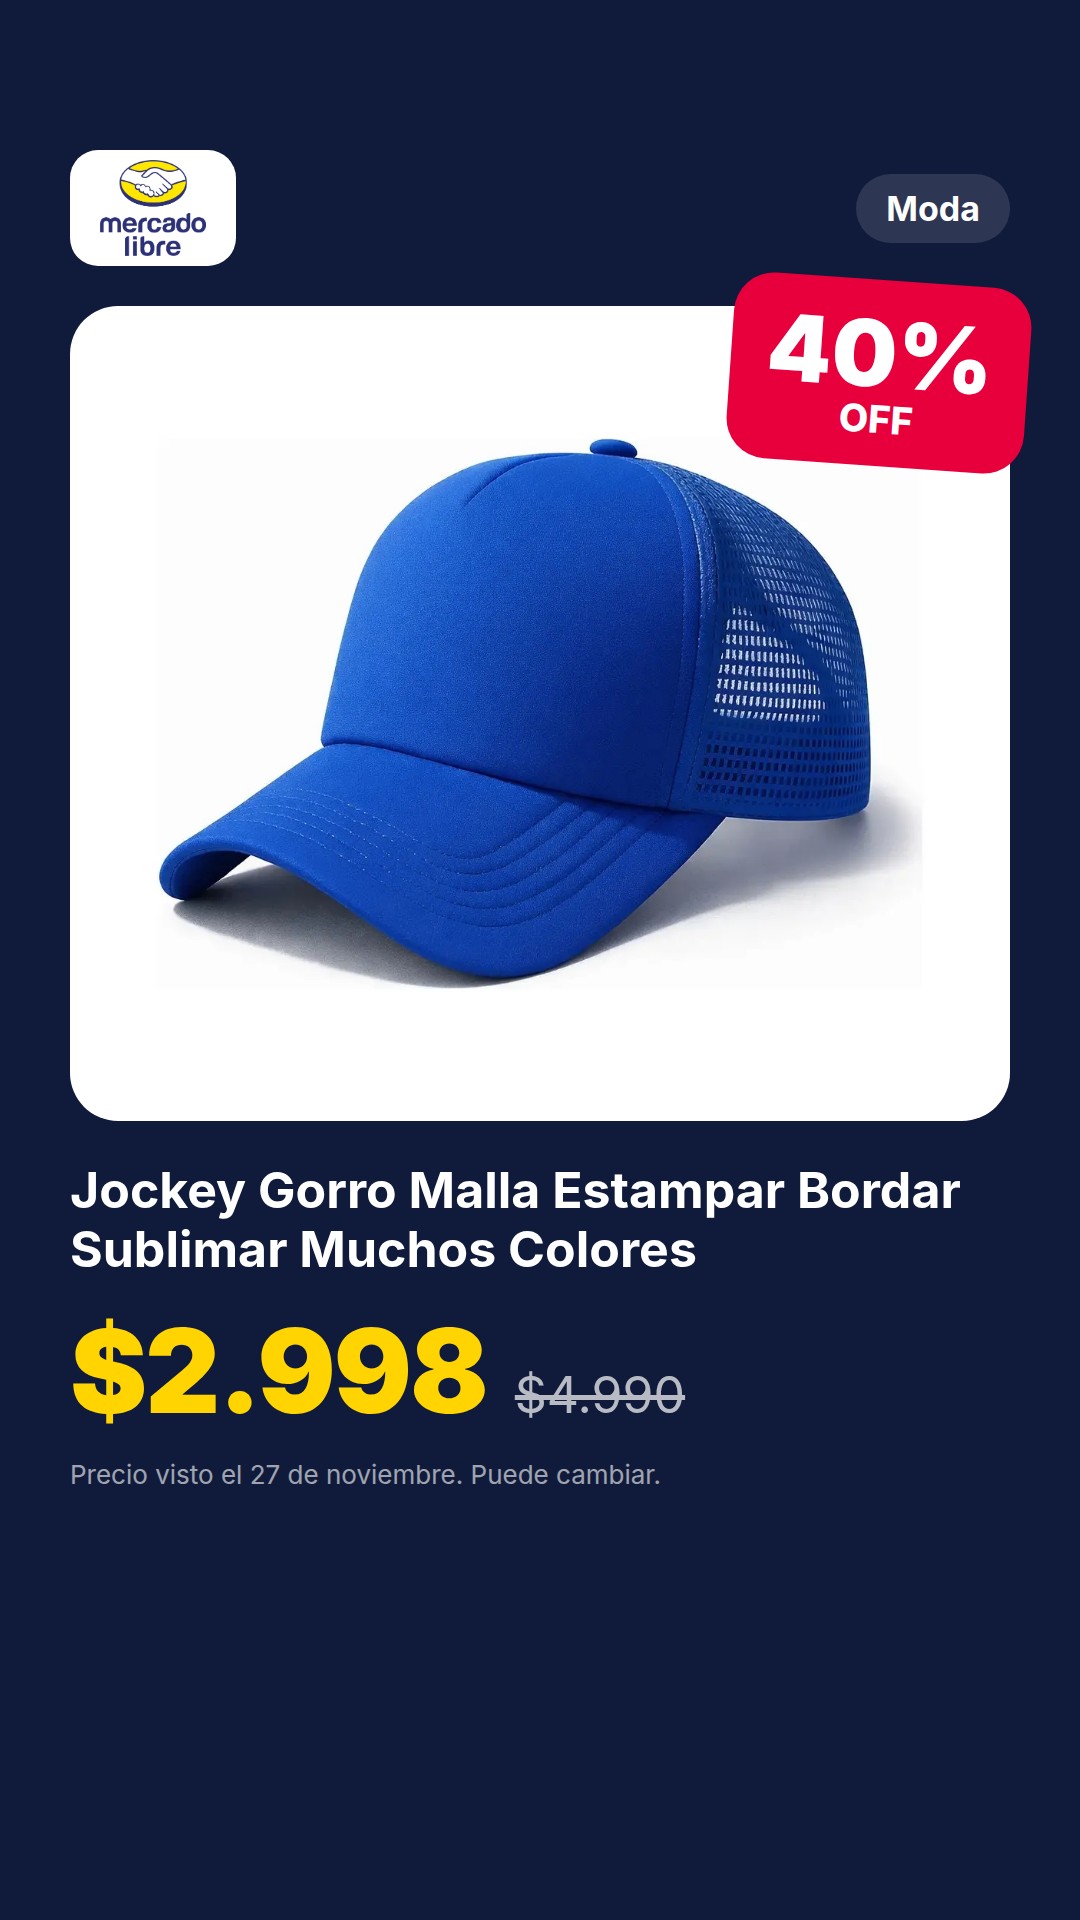 mercado
libre
Moda
40%
OFF
Jockey Gorro Malla Estampar Bordar
Sublimar Muchos Colores
$2.998 $4.990
Precio visto el 27 de noviembre. Puede cambiar.